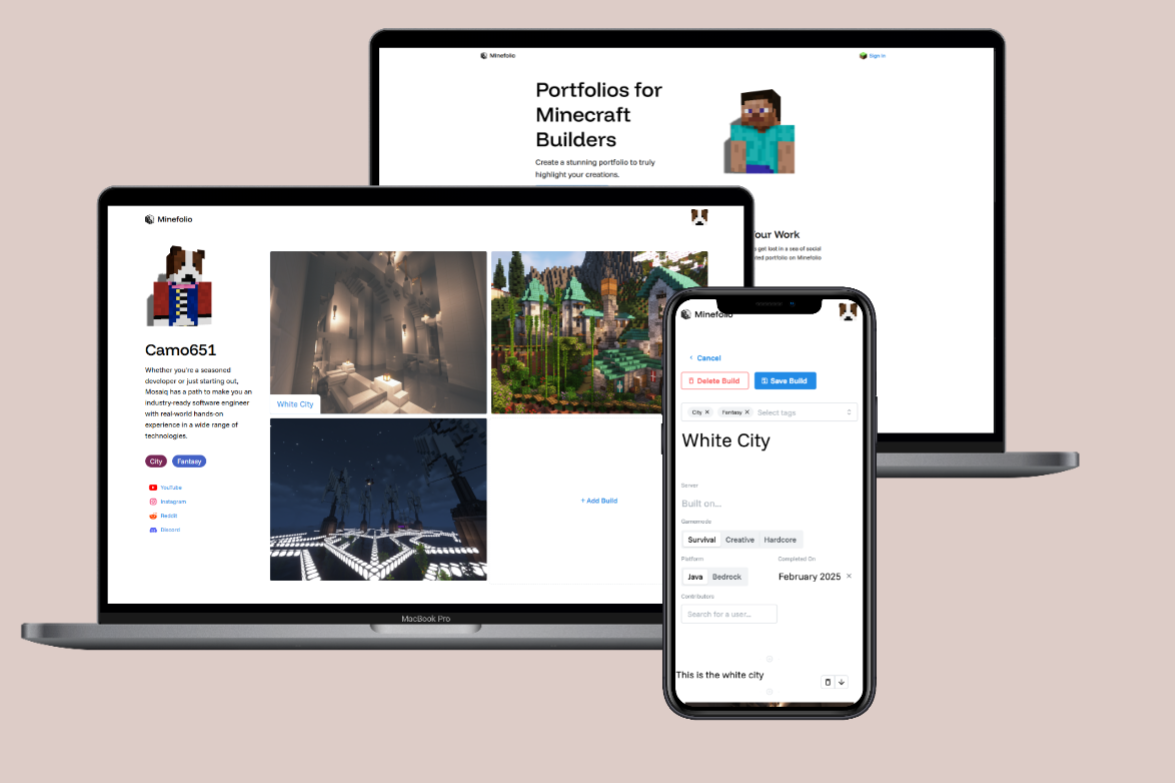 Minefolio
Sign in
Portfolios for
Minecraft
Builders
Create a stunning portfolio to truly
highlight your creations.
Your Work
get lost in a sea of social
portfolio on Minefolio
Minefolio
Camo651
Whether you're a seasoned
developer or just starting out,
Mosaiq has a path to make you an
industry-ready software engineer
with real-world hands-on
experience in a wide range of
technologies.
City Fantasy
YouTube
Instagram
Reddit
Discord
White City
+ Add Build
MacBook Pro
Minefolio
Cancel
Delete Build Save Build
City Fantasy Select tags
White City
Server
Built on...
Gamemode
Survival Creative Hardcore
Platform Completed On
Java Bedrock February 2025
Contributors
Search for a user...
This is the white city